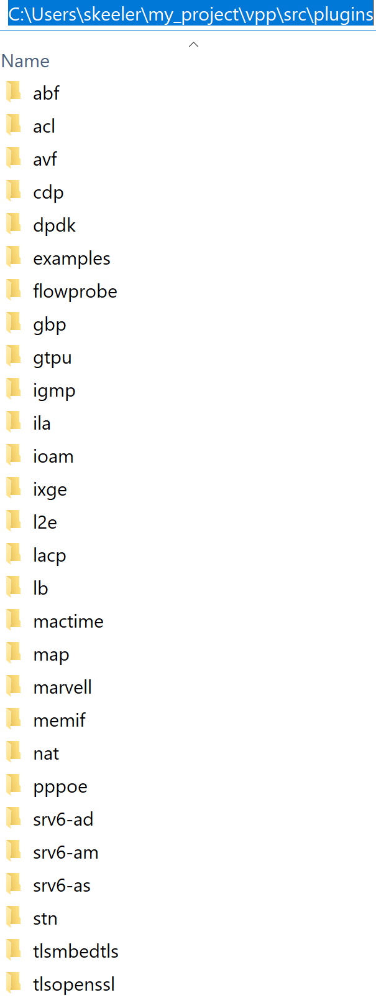 C:\Users\skeeler\my_project\vpp\src\plugins
Name
abf
acl
avf
cdp
dpdk
examples
flowprobe
gbp
gtpu
igmp
ila
ioam
ixge
l2e
lacp
lb
mactime
map
marvell
memif
nat
pppoe
srv6-ad
srv6-am
srv6-as
stn
tlsmbedtls
tlsopenssl